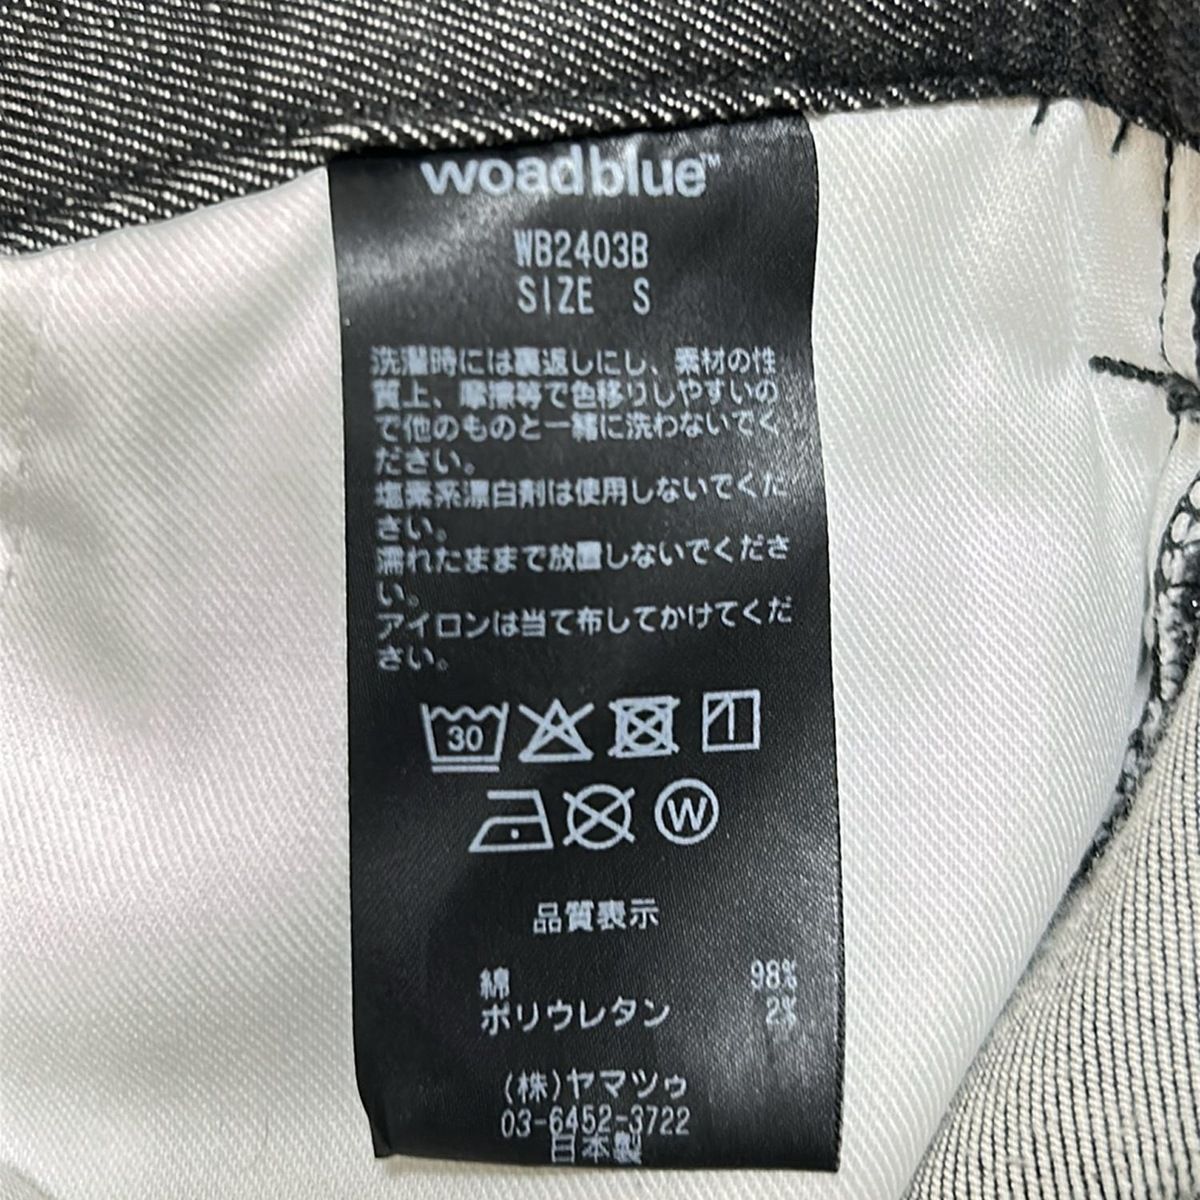 woadblue™
WB2403B
SIZE S
洗濯時には裏返しにし、素材の性
質上、摩擦等で色移りしやすいの
で他のものと一緒に洗わないでく
ださい。
塩素系漂白剤は使用しないでくだ
さい。
濡れたままで放置しないでくださ
い。
アイロンは当て布してかけてくだ
さい。
30
W
品質表示
綿 98%
ポリウレタン 2%
(株)ヤマツゥ
03-6452-3722
日本製